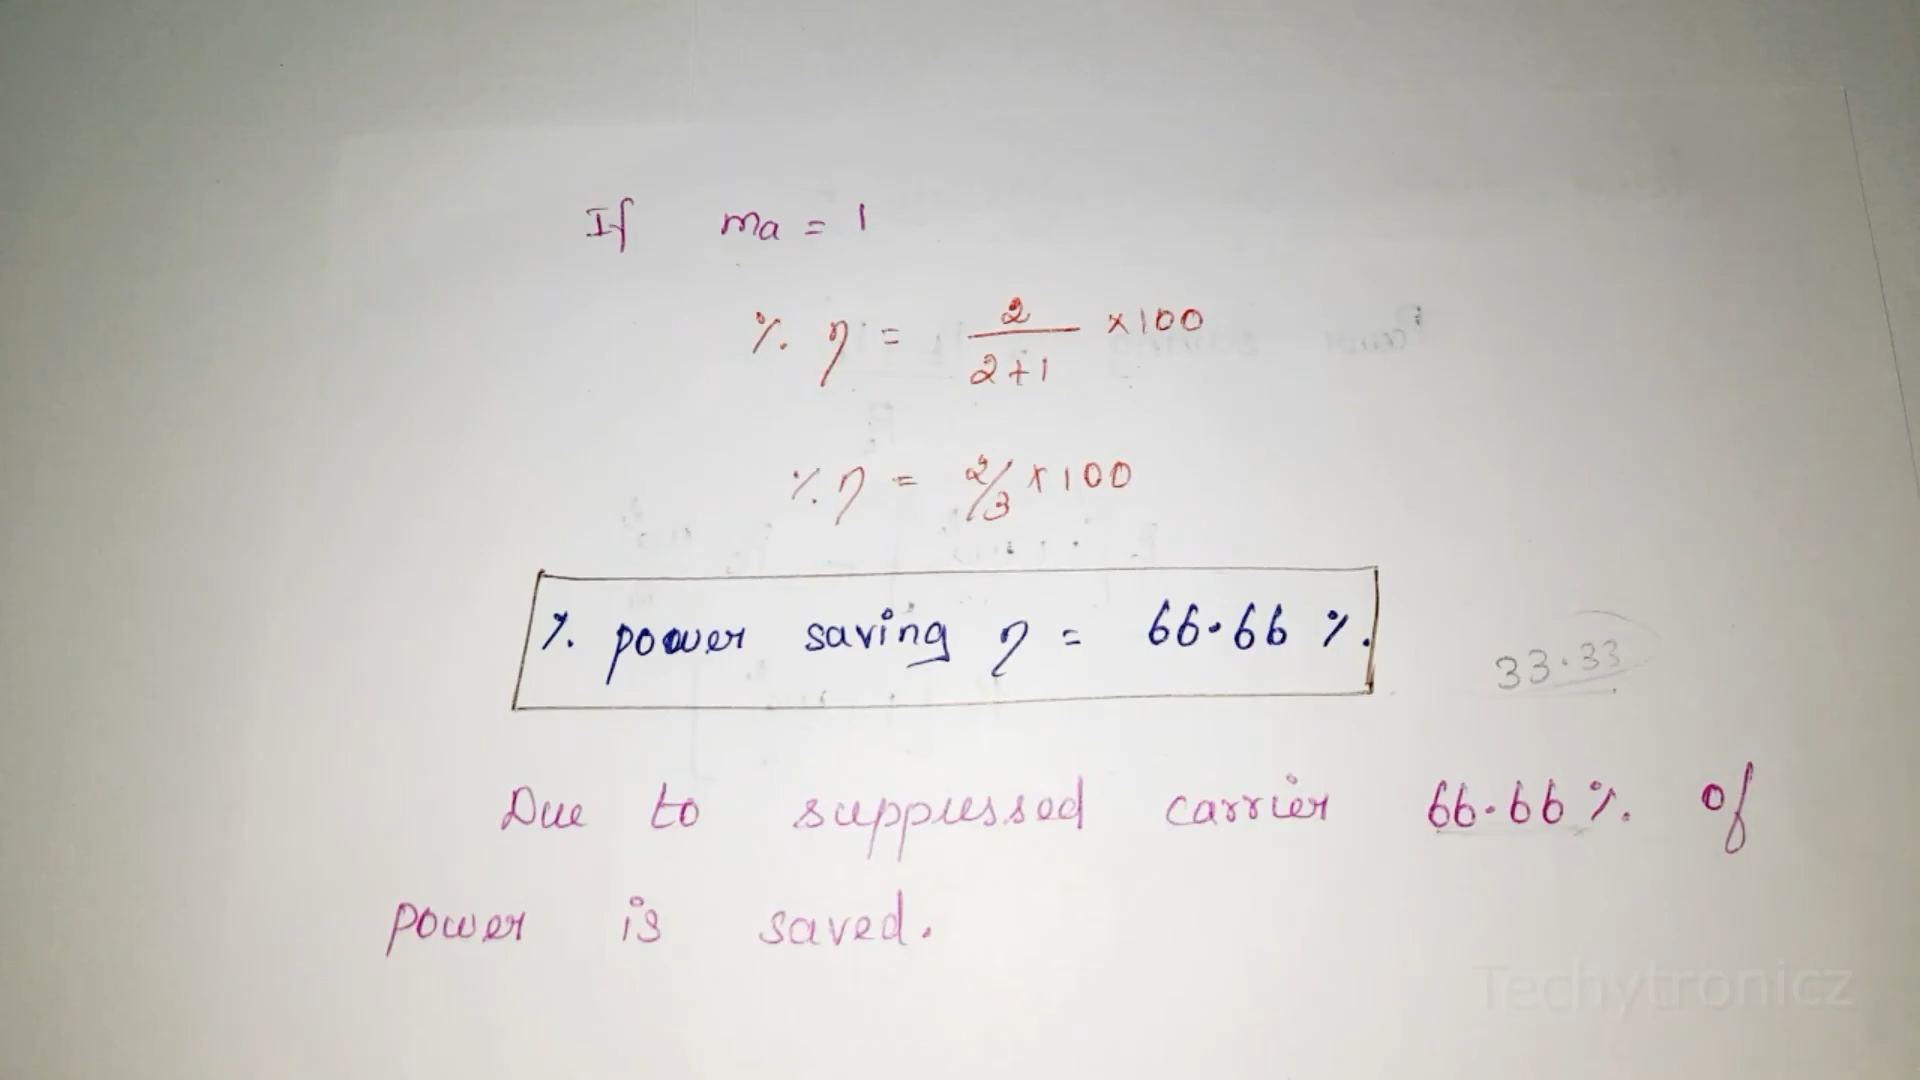 If ma = 1
% η = 2 / 2+1 ×100
% η = 2/3 ×100
% power saving η = 66.66 %.
33.33
Due to suppressed carrier 66.66 % of
power is saved.
Techytronicz